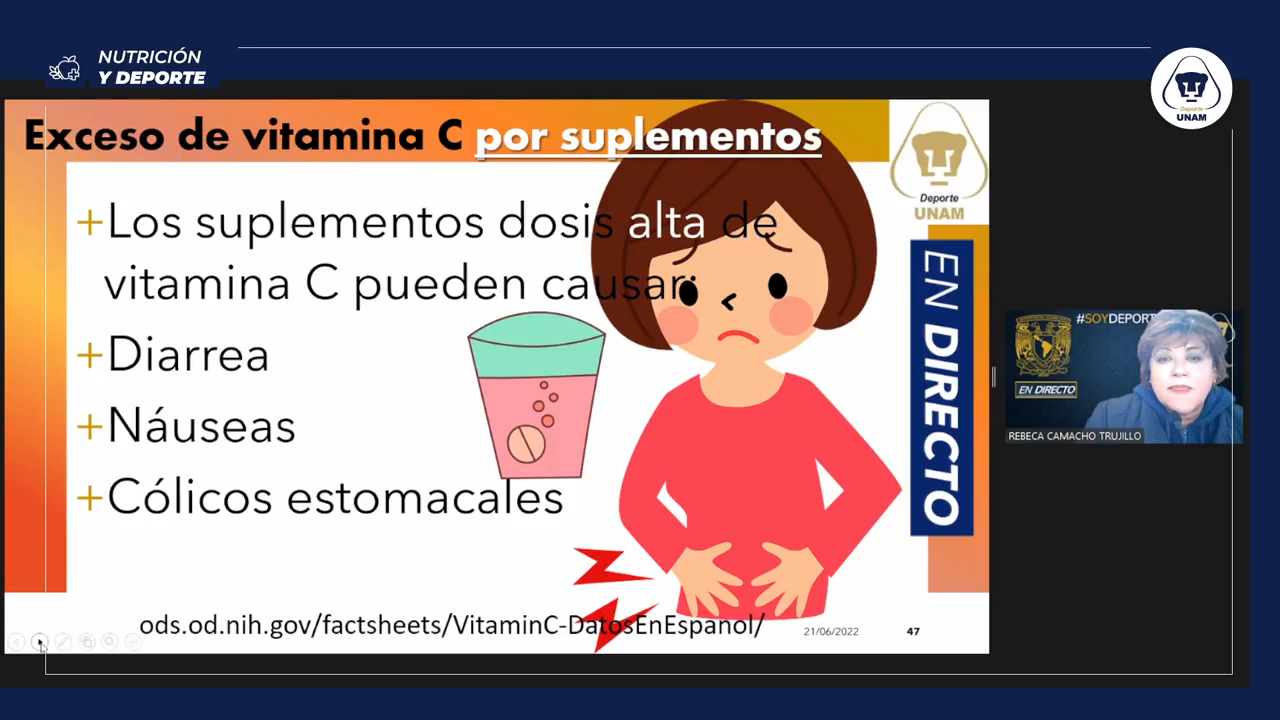 NUTRICIÓN
Y DEPORTE
Deporte
UNAM
Exceso de vitamina C por suplementos
Deporte
UNAM
+Los suplementos dosis alta de
vitamina C pueden causar:
+Diarrea
+Náuseas
+Cólicos estomacales
EN DIRECTO
#SOYDEPORT
EN DIRECTO
REBECA CAMACHO TRUJILLO
ods.od.nih.gov/factsheets/VitaminC-DatosEnEspanol/
21/06/2022
47